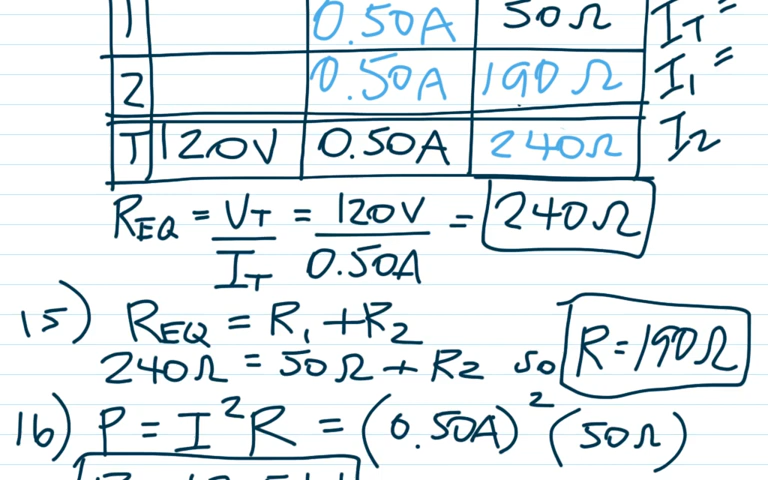 1 0.50A 50Ω I_T =
2 0.50A 190Ω I_1 =
T 120V 0.50A 240Ω I_2
R_EQ = V_T / I_T = 120V / 0.50A = 240Ω
15) R_EQ = R_1 + R_2
240Ω = 50Ω + R_2 so R = 190Ω
16) P = I²R = (0.50A)² (50Ω)